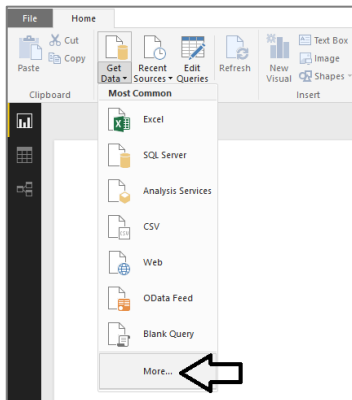 File
Home
Paste
Cut
Copy
Clipboard
Get Data
Recent Sources
Edit Queries
Refresh
New Visual
Text Box
Image
Shapes
Insert
Most Common
Excel
SQL Server
Analysis Services
CSV
Web
OData Feed
Blank Query
More...